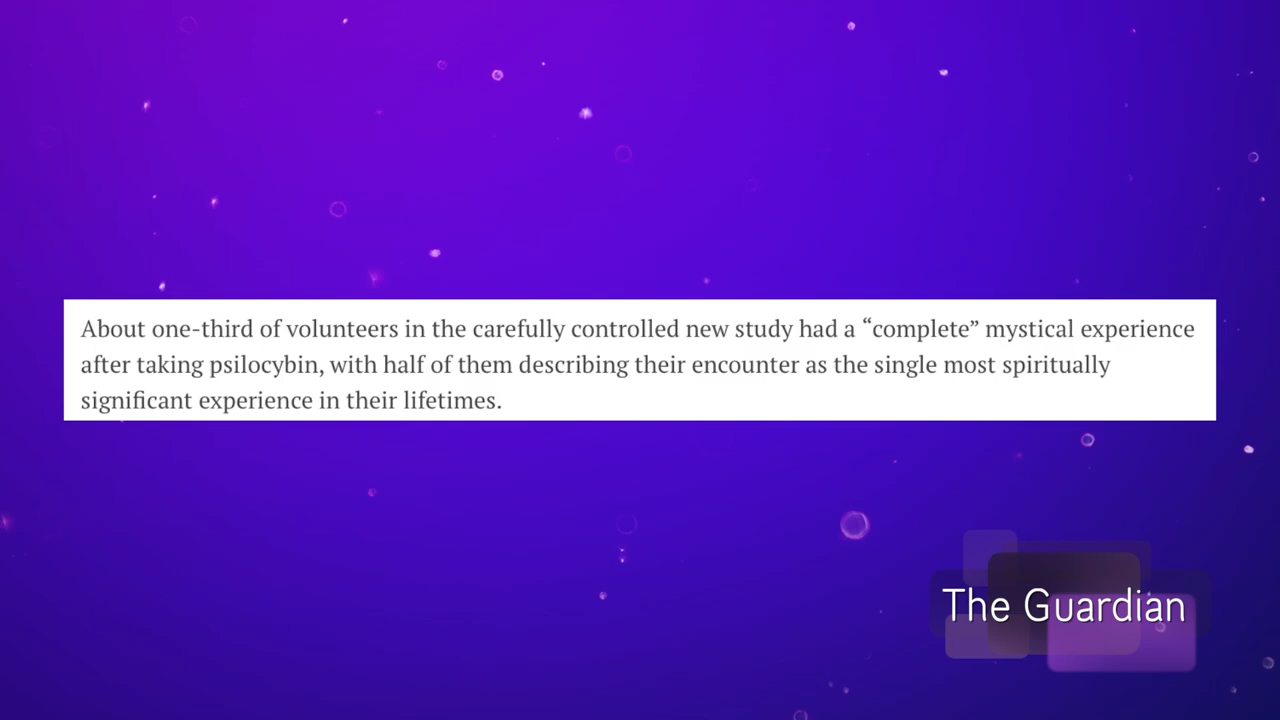 About one-third of volunteers in the carefully controlled new study had a “complete” mystical experience
after taking psilocybin, with half of them describing their encounter as the single most spiritually
significant experience in their lifetimes.
The Guardian